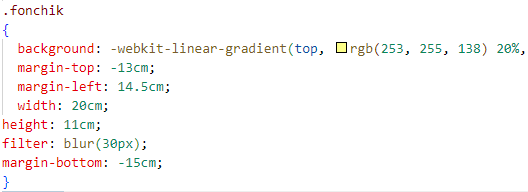 .fonchik
{
background: -webkit-linear-gradient(top, rgb(253, 255, 138) 20%,
margin-top: -13cm;
margin-left: 14.5cm;
width: 20cm;
height: 11cm;
filter: blur(30px);
margin-bottom: -15cm;
}